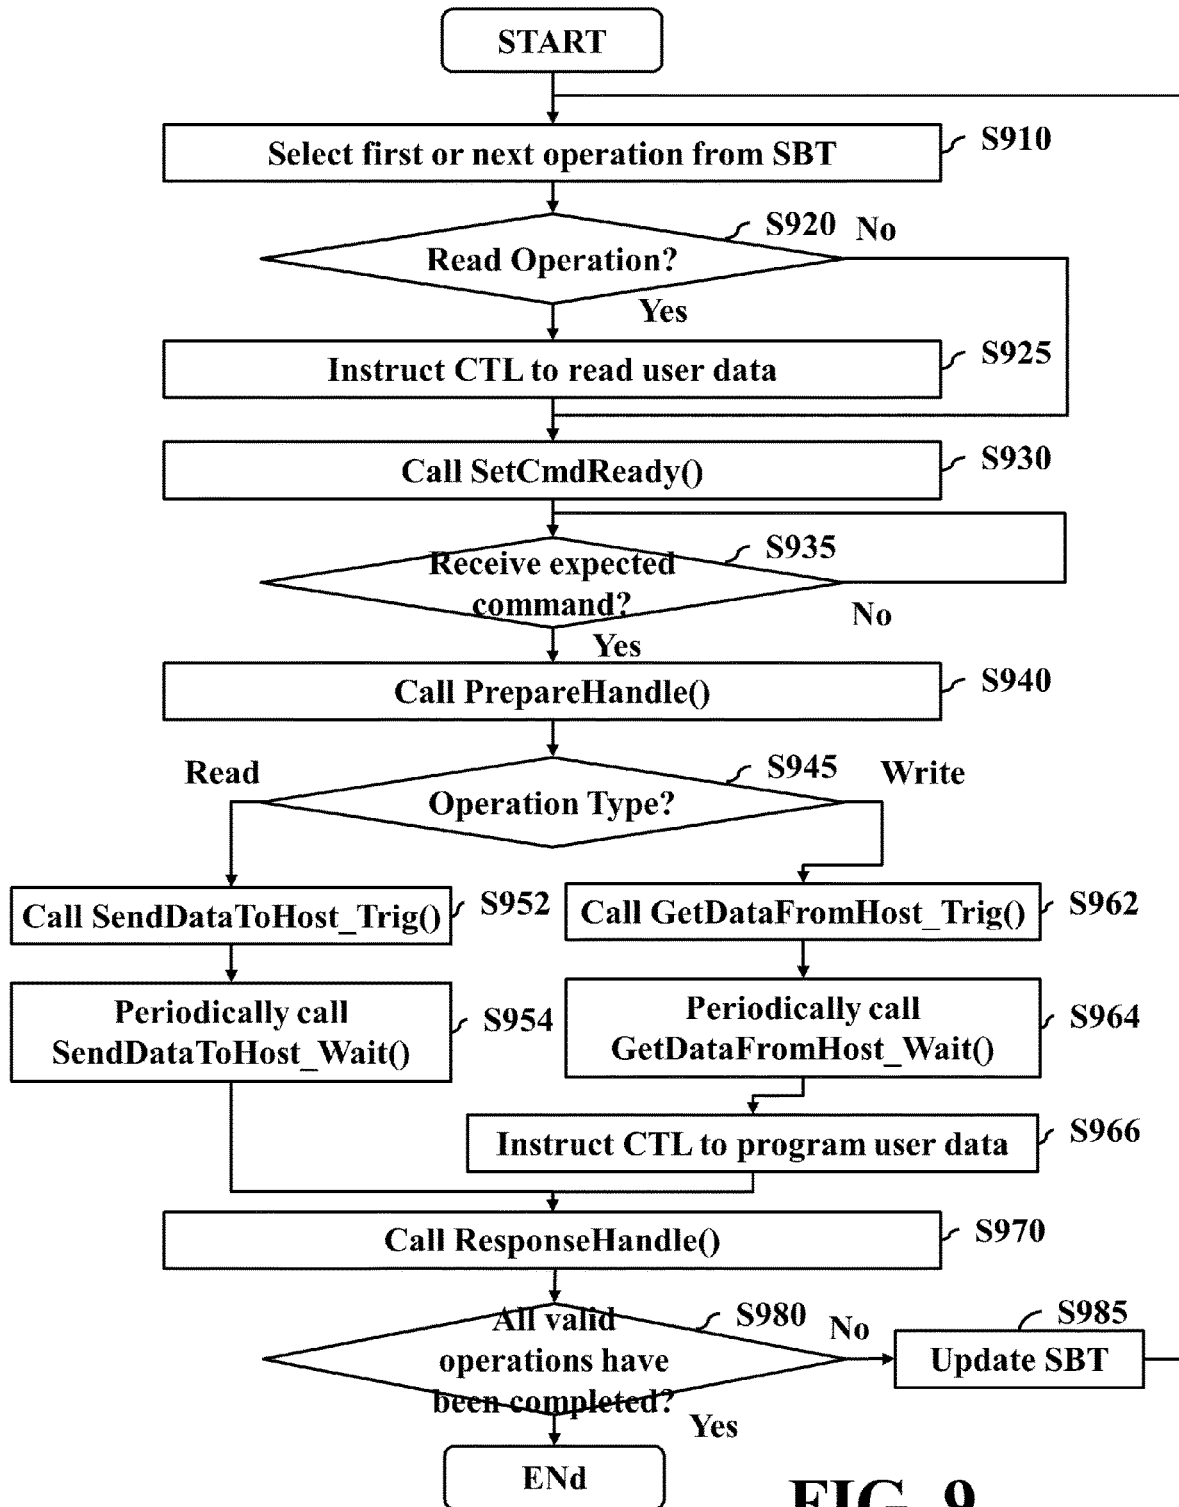 START
Select first or next operation from SBT
S910
S920
No
Read Operation?
Yes
Instruct CTL to read user data
S925
Call SetCmdReady()
S930
S935
Receive expected
command?
No
Yes
Call PrepareHandle()
S940
Read
S945
Write
Operation Type?
Call SendDataToHost_Trig()
S952
Call GetDataFromHost_Trig()
S962
Periodically call
SendDataToHost_Wait()
S954
Periodically call
GetDataFromHost_Wait()
S964
Instruct CTL to program user data
S966
Call ResponseHandle()
S970
S980
All valid
operations have
been completed?
No
S985
Update SBT
Yes
ENd
FIG. 9